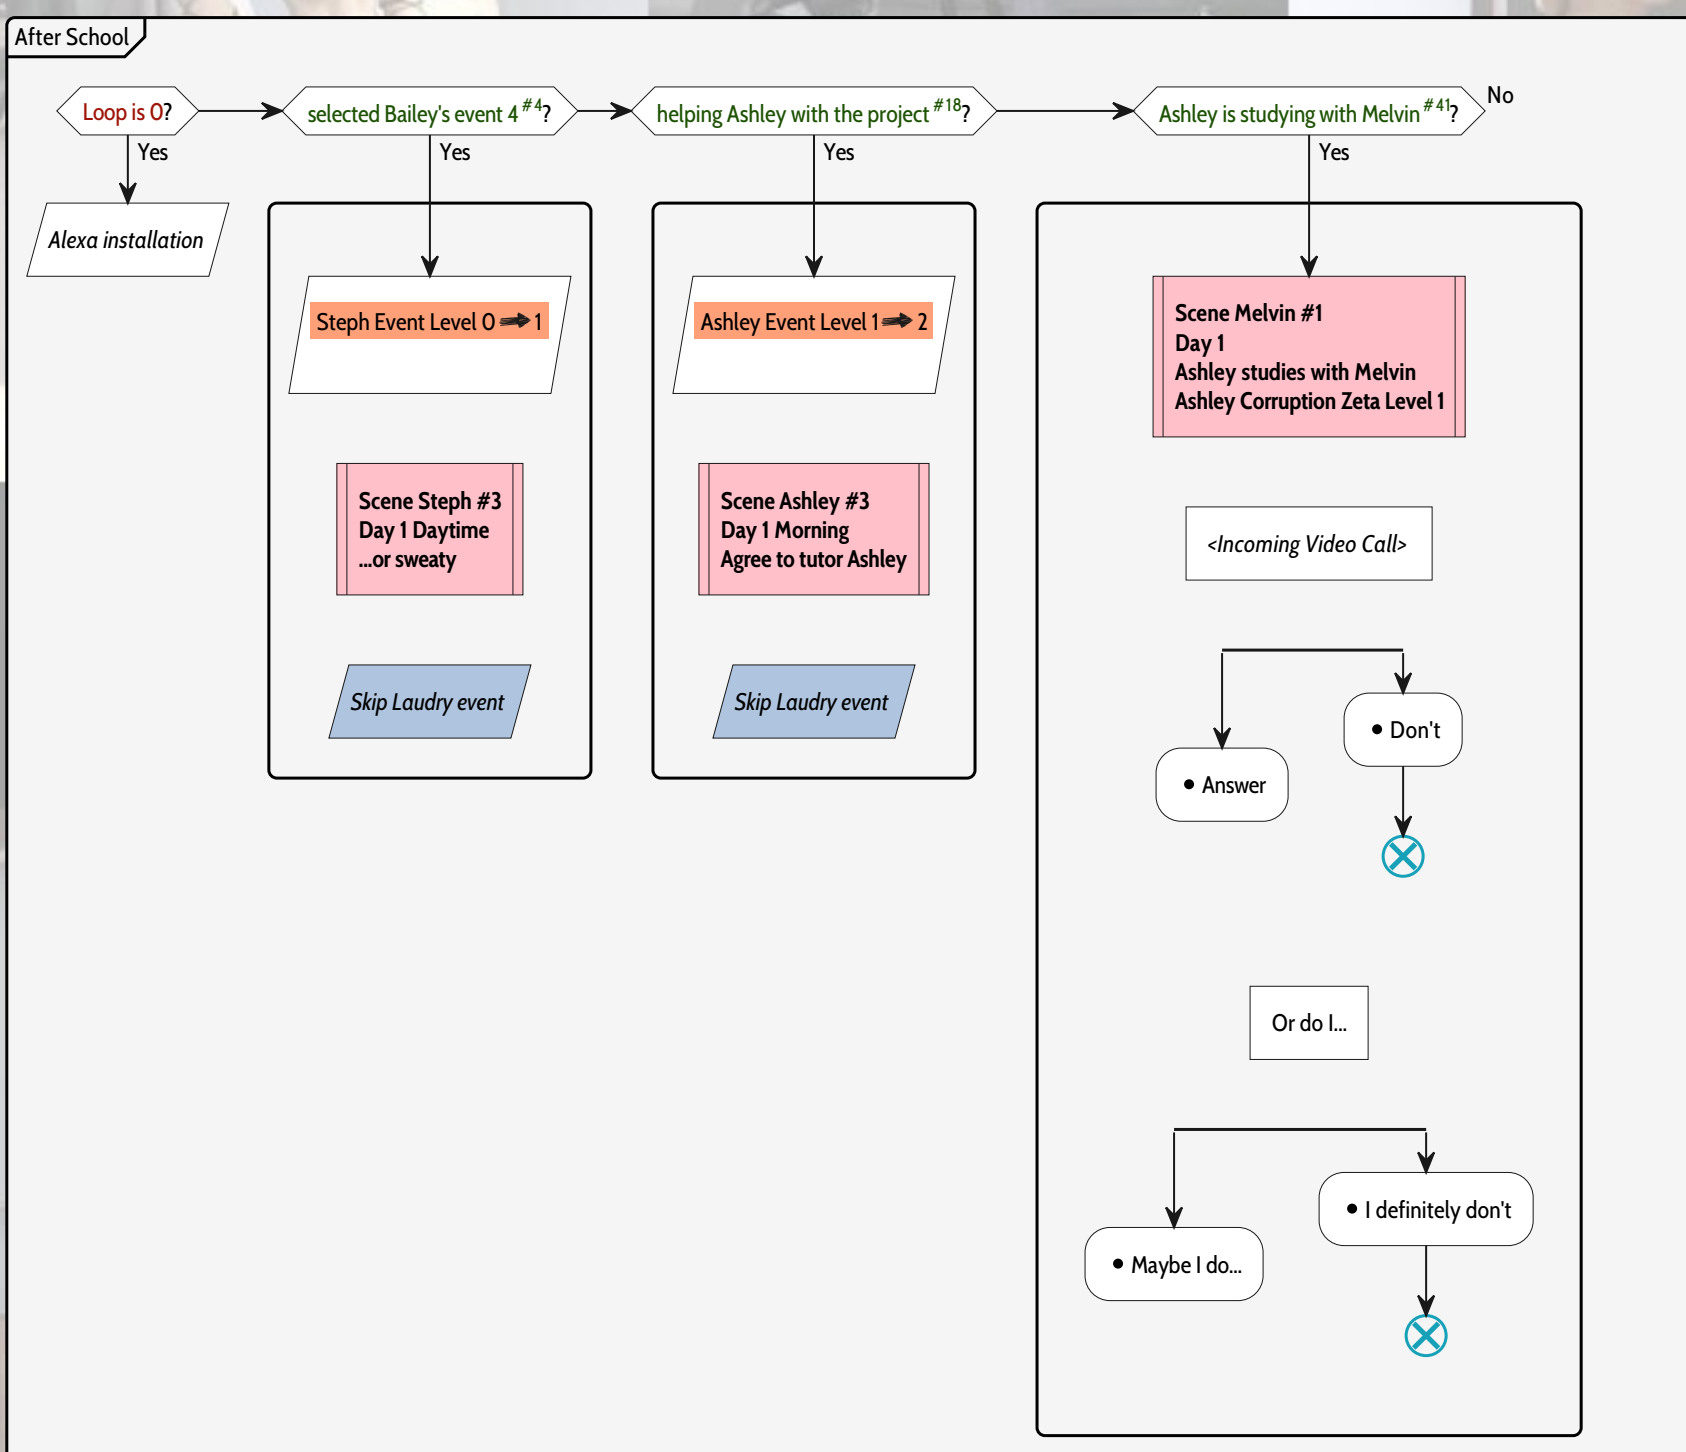 After School
Loop is 0?
selected Bailey's event 4 #4?
helping Ashley with the project #18?
Ashley is studying with Melvin #41?
No
Yes
Yes
Yes
Yes
Alexa installation
Steph Event Level 0 ➾ 1
Scene Steph #3
Day 1 Daytime
...or sweaty
Skip Laudry event
Ashley Event Level 1 ➾ 2
Scene Ashley #3
Day 1 Morning
Agree to tutor Ashley
Skip Laudry event
Scene Melvin #1
Day 1
Ashley studies with Melvin
Ashley Corruption Zeta Level 1
<Incoming Video Call>
• Don't
• Answer
Or do I...
• I definitely don't
• Maybe I do...